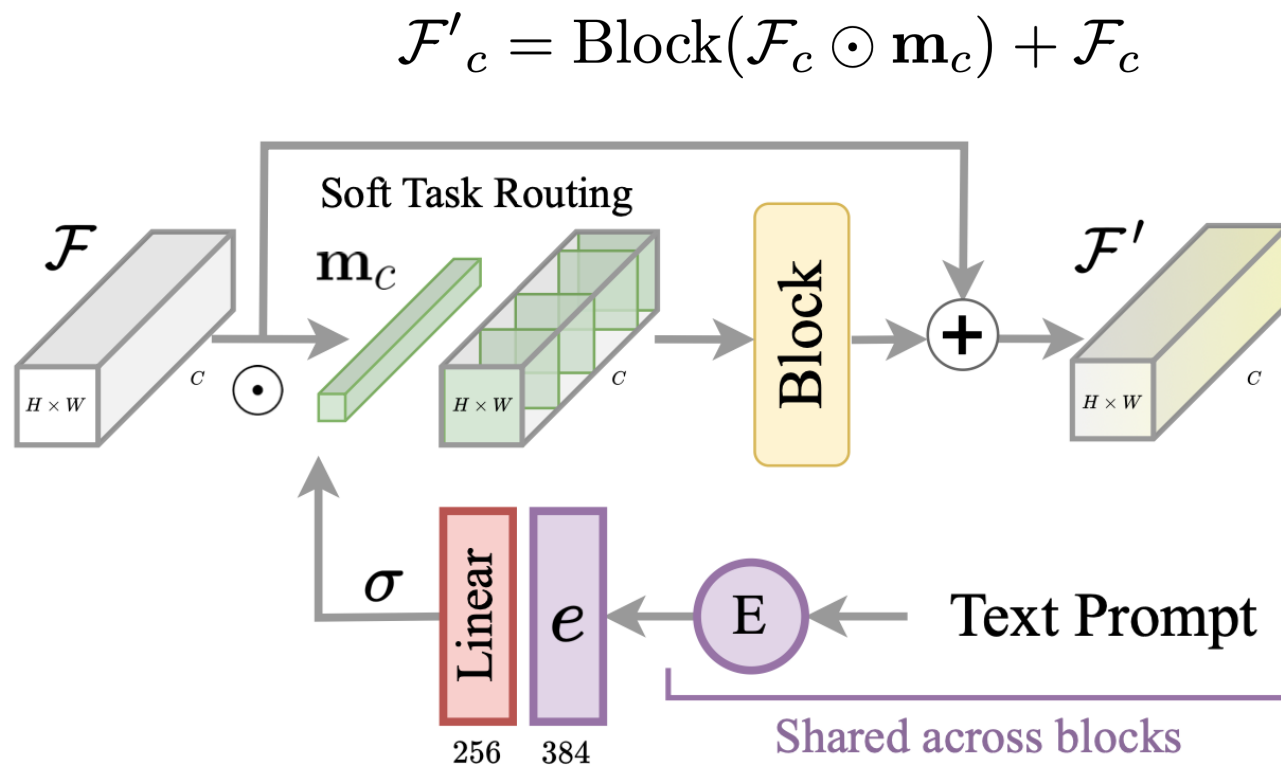 𝓕′_c = Block(𝓕_c ⊙ 𝐦_c) + 𝓕_c
Soft Task Routing
𝓕
𝐦_c
𝓕′
H × W
C
⊙
H × W
C
Block
+
H × W
C
σ
Linear
e
E
Text Prompt
256
384
Shared across blocks